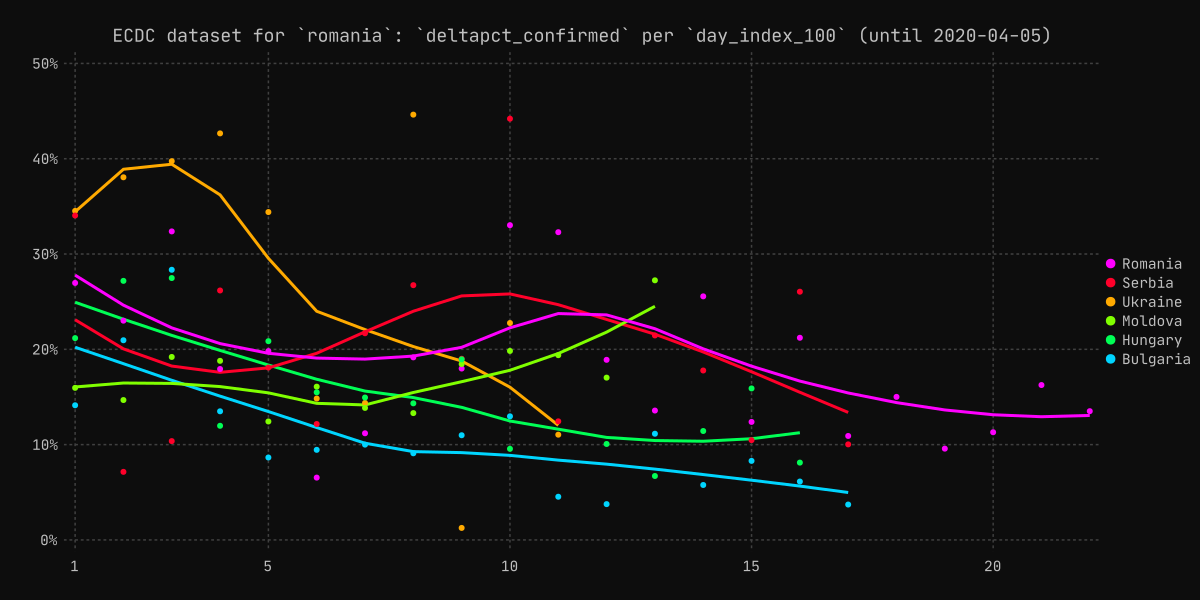 ECDC dataset for `romania`: `deltapct_confirmed` per `day_index_100` (until 2020-04-05)
50%
40%
30%
20%
10%
0%
1 5 10 15 20
Romania
Serbia
Ukraine
Moldova
Hungary
Bulgaria